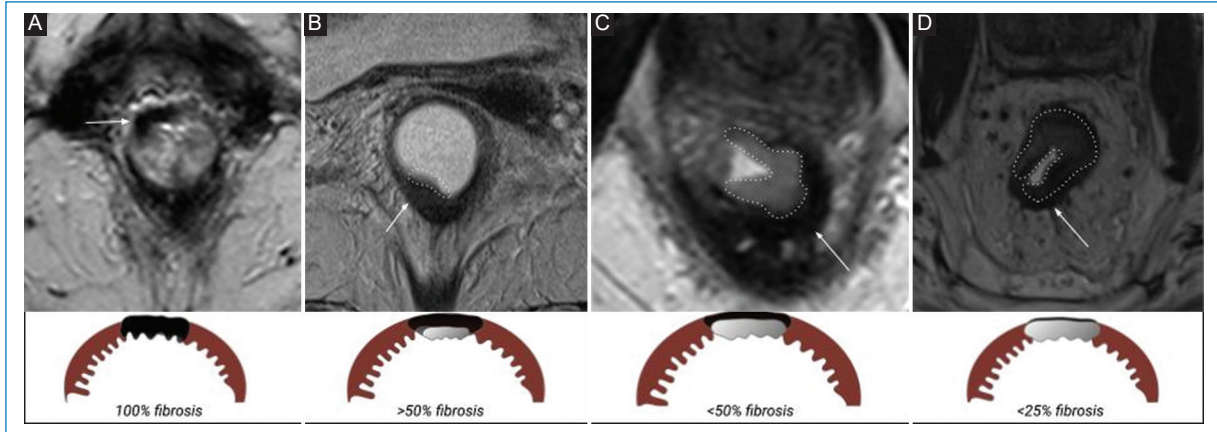 A
B
C
D
100% fibrosis
>50% fibrosis
<50% fibrosis
<25% fibrosis